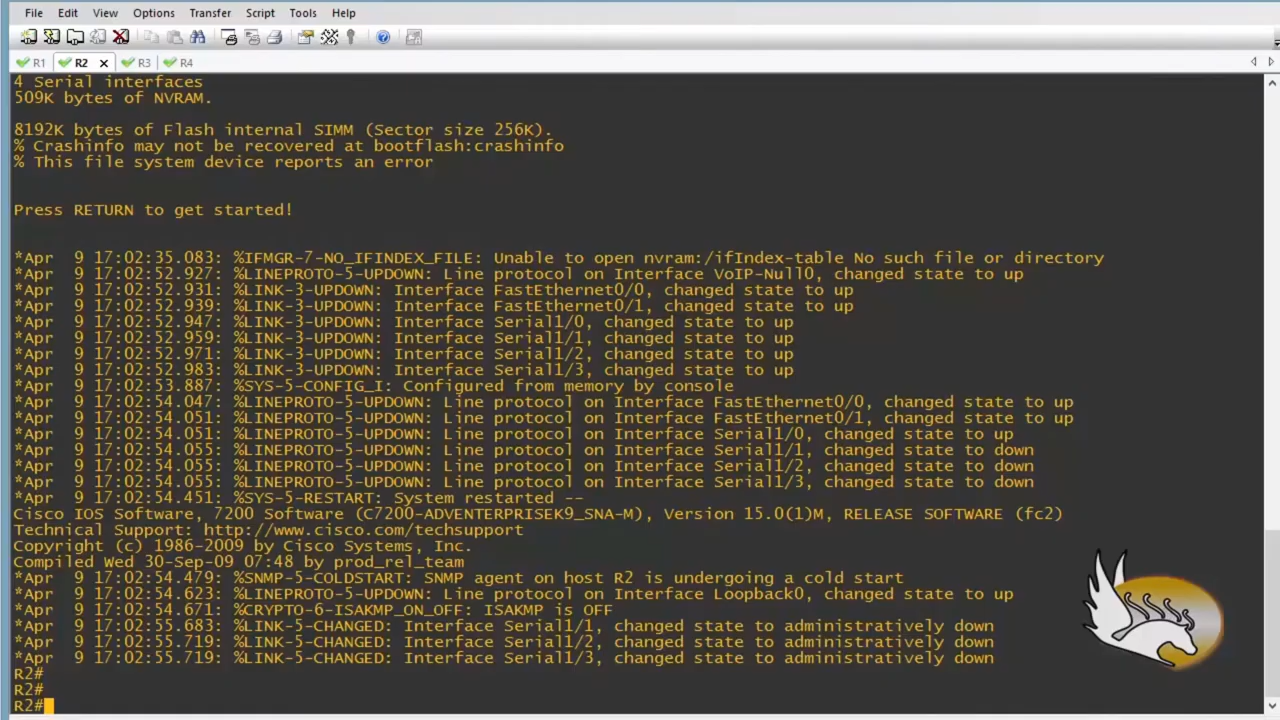 File Edit View Options Transfer Script Tools Help
R1 R2 R3 R4
4 Serial interfaces
509K bytes of NVRAM.
8192K bytes of Flash internal SIMM (Sector size 256K).
% Crashinfo may not be recovered at bootflash:crashinfo
% This file system device reports an error
Press RETURN to get started!
*Apr  9 17:02:35.083: %IFMGR-7-NO_IFINDEX_FILE: Unable to open nvram:/ifIndex-table No such file or directory
*Apr  9 17:02:52.927: %LINEPROTO-5-UPDOWN: Line protocol on Interface VoIP-Null0, changed state to up
*Apr  9 17:02:52.931: %LINK-3-UPDOWN: Interface FastEthernet0/0, changed state to up
*Apr  9 17:02:52.939: %LINK-3-UPDOWN: Interface FastEthernet0/1, changed state to up
*Apr  9 17:02:52.947: %LINK-3-UPDOWN: Interface Serial1/0, changed state to up
*Apr  9 17:02:52.959: %LINK-3-UPDOWN: Interface Serial1/1, changed state to up
*Apr  9 17:02:52.971: %LINK-3-UPDOWN: Interface Serial1/2, changed state to up
*Apr  9 17:02:52.983: %LINK-3-UPDOWN: Interface Serial1/3, changed state to up
*Apr  9 17:02:53.887: %SYS-5-CONFIG_I: Configured from memory by console
*Apr  9 17:02:54.047: %LINEPROTO-5-UPDOWN: Line protocol on Interface FastEthernet0/0, changed state to up
*Apr  9 17:02:54.051: %LINEPROTO-5-UPDOWN: Line protocol on Interface FastEthernet0/1, changed state to up
*Apr  9 17:02:54.051: %LINEPROTO-5-UPDOWN: Line protocol on Interface Serial1/0, changed state to up
*Apr  9 17:02:54.055: %LINEPROTO-5-UPDOWN: Line protocol on Interface Serial1/1, changed state to down
*Apr  9 17:02:54.055: %LINEPROTO-5-UPDOWN: Line protocol on Interface Serial1/2, changed state to down
*Apr  9 17:02:54.055: %LINEPROTO-5-UPDOWN: Line protocol on Interface Serial1/3, changed state to down
*Apr  9 17:02:54.451: %SYS-5-RESTART: System restarted --
Cisco IOS Software, 7200 Software (C7200-ADVENTERPRISEK9_SNA-M), Version 15.0(1)M, RELEASE SOFTWARE (fc2)
Technical Support: http://www.cisco.com/techsupport
Copyright (c) 1986-2009 by Cisco Systems, Inc.
Compiled Wed 30-Sep-09 07:48 by prod_rel_team
*Apr  9 17:02:54.479: %SNMP-5-COLDSTART: SNMP agent on host R2 is undergoing a cold start
*Apr  9 17:02:54.623: %LINEPROTO-5-UPDOWN: Line protocol on Interface Loopback0, changed state to up
*Apr  9 17:02:54.671: %CRYPTO-6-ISAKMP_ON_OFF: ISAKMP is OFF
*Apr  9 17:02:55.683: %LINK-5-CHANGED: Interface Serial1/1, changed state to administratively down
*Apr  9 17:02:55.719: %LINK-5-CHANGED: Interface Serial1/2, changed state to administratively down
*Apr  9 17:02:55.719: %LINK-5-CHANGED: Interface Serial1/3, changed state to administratively down
R2#
R2#
R2#